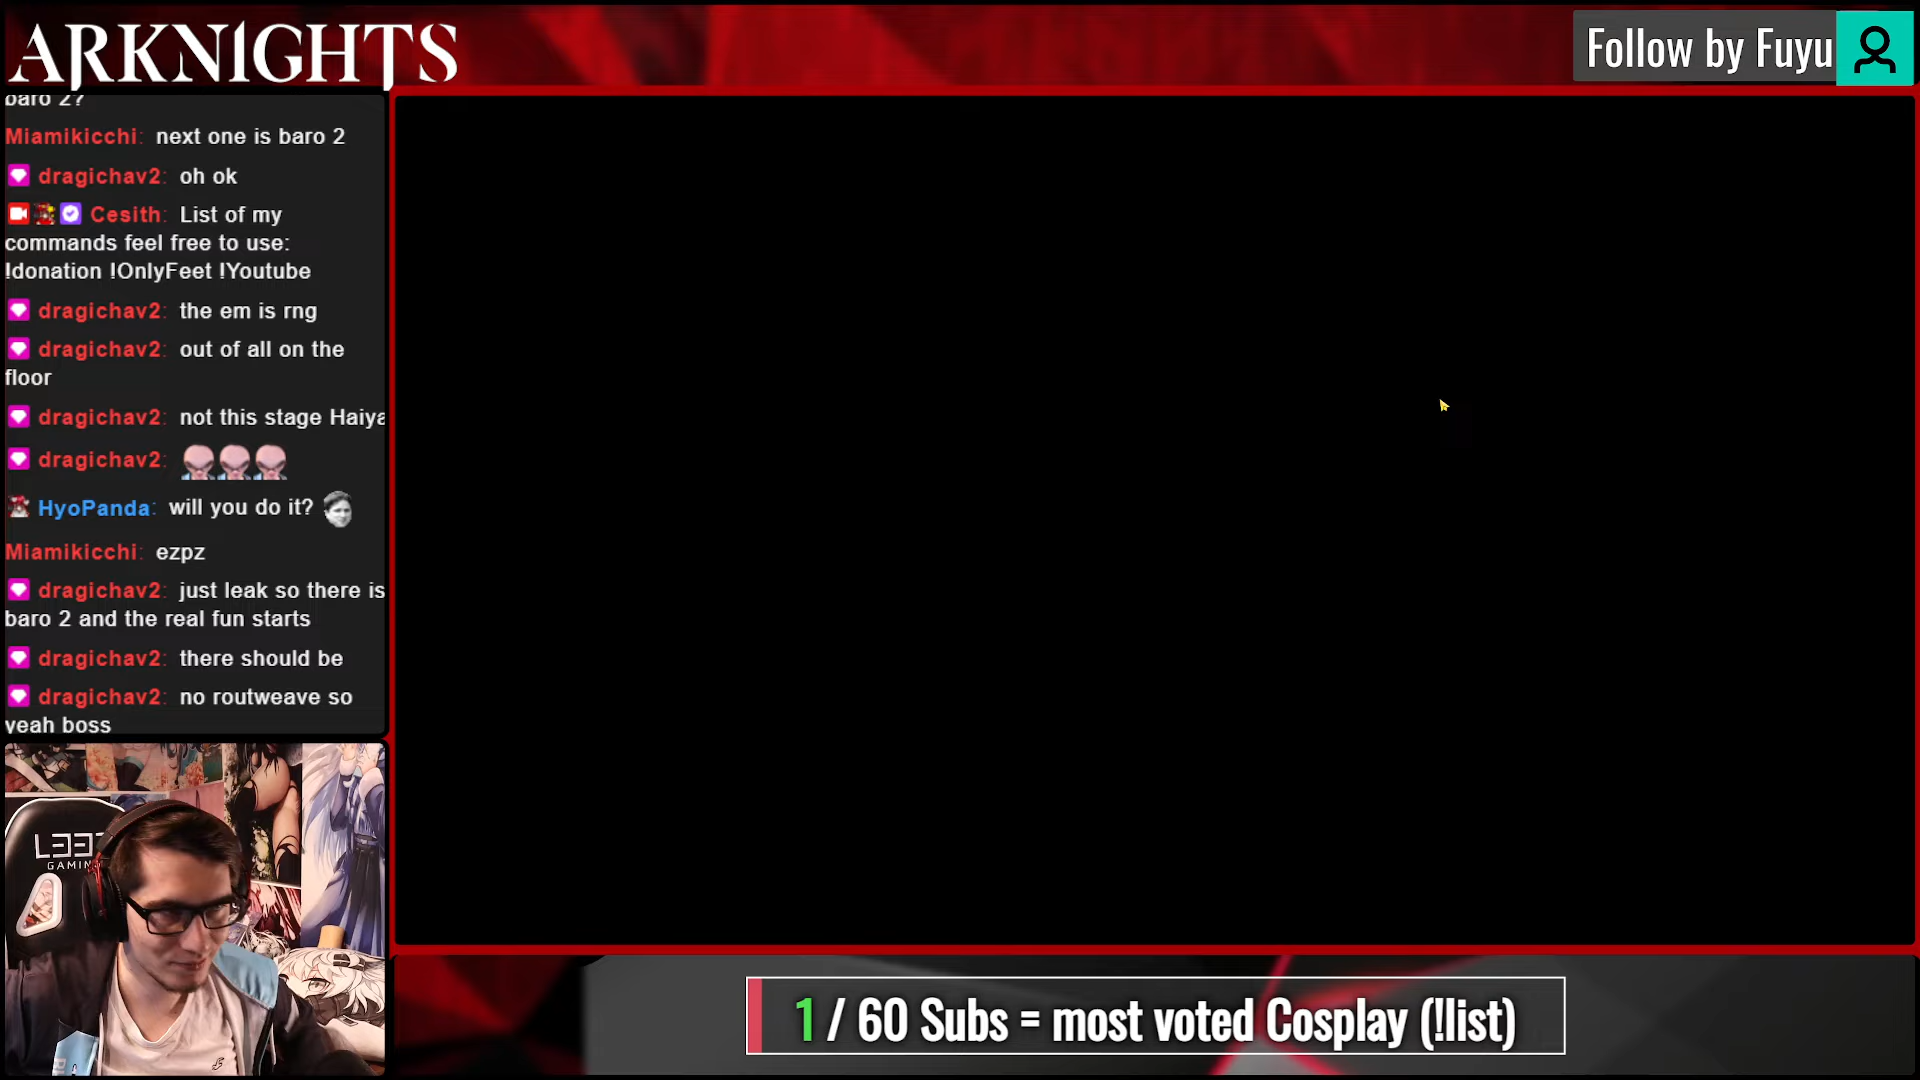 ARKNIGHTS
Follow by Fuyu
baro 2?
Miamikicchi: next one is baro 2
dragichav2: oh ok
Cesith: List of my
commands feel free to use:
!donation !OnlyFeet !Youtube
dragichav2: the em is rng
dragichav2: out of all on the
floor
dragichav2: not this stage Haiya
dragichav2:
HyoPanda: will you do it?
Miamikicchi: ezpz
dragichav2: just leak so there is
baro 2 and the real fun starts
dragichav2: there should be
dragichav2: no routweave so
yeah boss
L33T
GAMIN
1 / 60 Subs = most voted Cosplay (!list)